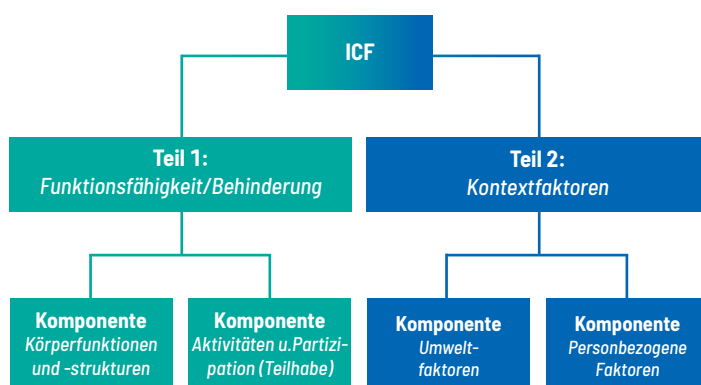 ICF
Teil 1:
Funktionsfähigkeit/Behinderung
Teil 2:
Kontextfaktoren
Komponente
Körperfunktionen
und -strukturen
Komponente
Aktivitäten u.Partizi-
pation (Teilhabe)
Komponente
Umwelt-
faktoren
Komponente
Personbezogene
Faktoren